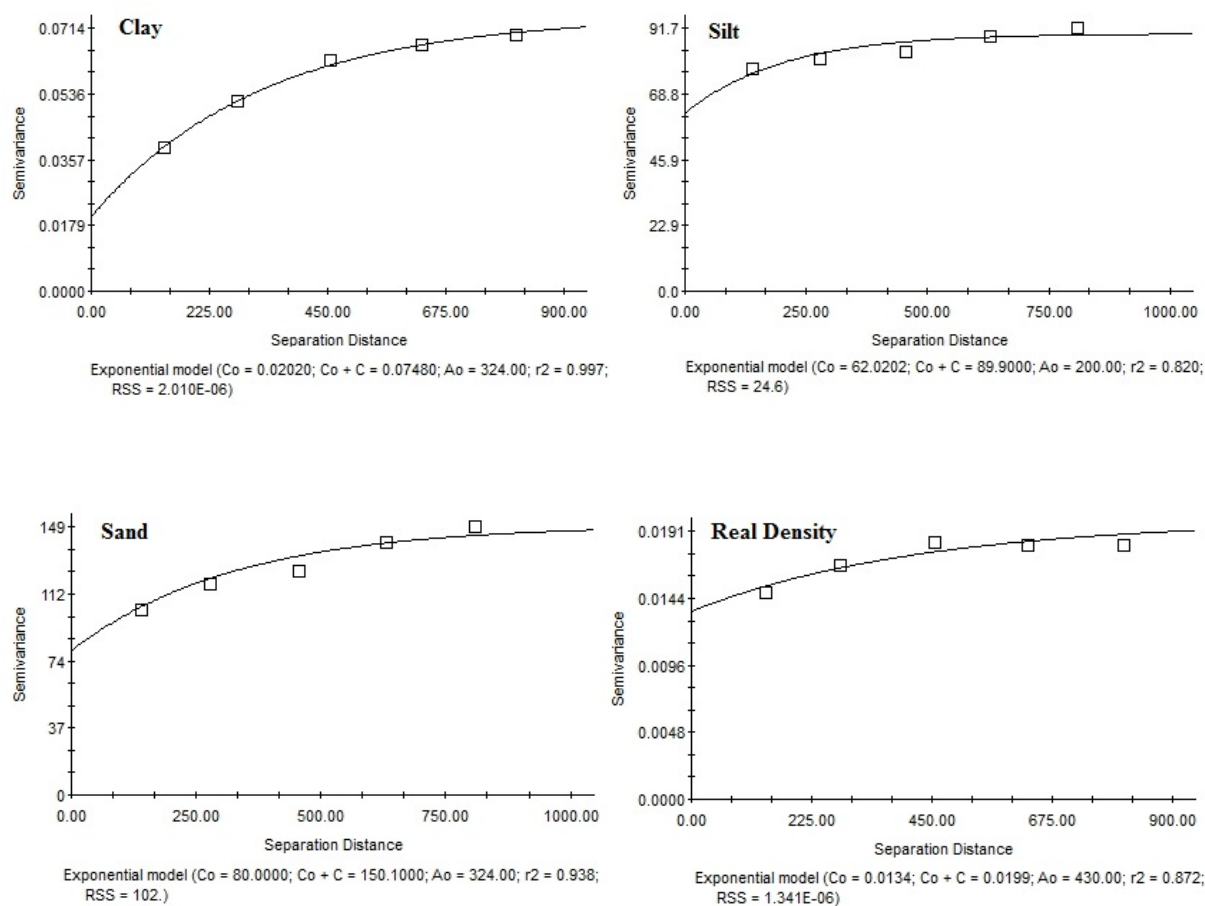 Clay
0.0714
0.0536
0.0357
0.0179
0.0000
Semivariance
0.00 225.00 450.00 675.00 900.00
Separation Distance
Exponential model (Co = 0.02020; Co + C = 0.07480; Ao = 324.00; r2 = 0.997;
RSS = 2.010E-06)
Silt
91.7
68.8
45.9
22.9
0.0
Semivariance
0.00 250.00 500.00 750.00 1000.00
Separation Distance
Exponential model (Co = 62.0202; Co + C = 89.9000; Ao = 200.00; r2 = 0.820;
RSS = 24.6)
Sand
149
112
74
37
0
Semivariance
0.00 250.00 500.00 750.00 1000.00
Separation Distance
Exponential model (Co = 80.0000; Co + C = 150.1000; Ao = 324.00; r2 = 0.938;
RSS = 102.)
Real Density
0.0191
0.0144
0.0096
0.0048
0.0000
Semivariance
0.00 225.00 450.00 675.00 900.00
Separation Distance
Exponential model (Co = 0.0134; Co + C = 0.0199; Ao = 430.00; r2 = 0.872;
RSS = 1.341E-06)